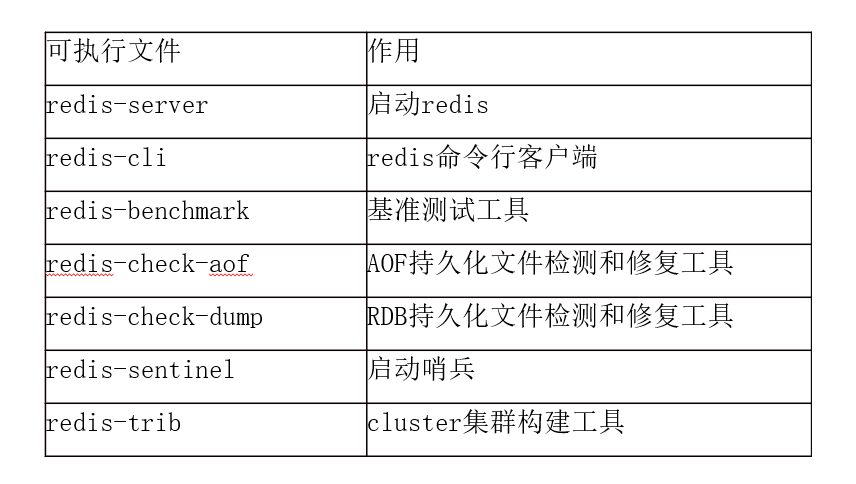 可执行文件 作用
redis-server 启动redis
redis-cli redis命令行客户端
redis-benchmark 基准测试工具
redis-check-aof AOF持久化文件检测和修复工具
redis-check-dump RDB持久化文件检测和修复工具
redis-sentinel 启动哨兵
redis-trib cluster集群构建工具